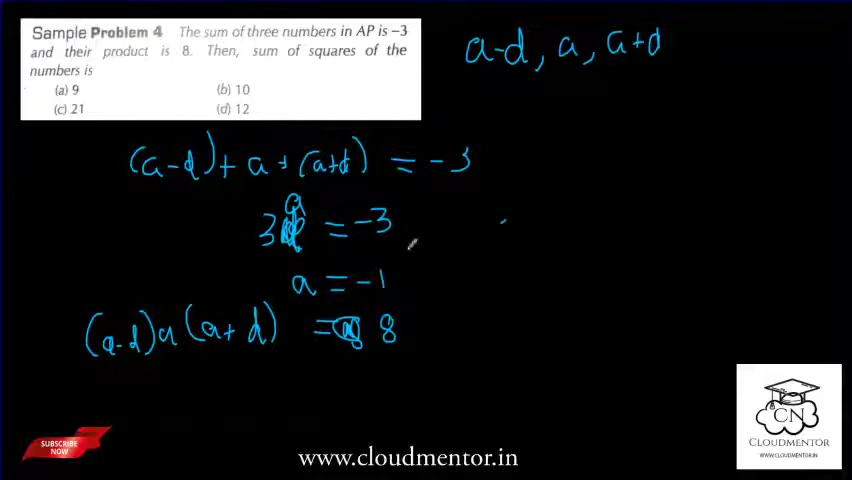 Sample Problem 4 The sum of three numbers in AP is −3
and their product is 8. Then, sum of squares of the
numbers is
(a) 9 (b) 10
(c) 21 (d) 12
a-d, a, a+d
(a-d)+ a + (a+d) = -3
3a = -3
a = -1
(a-d)a(a+d) = 8
SUBSCRIBE
NOW
www.cloudmentor.in
CN
CLOUDMENTOR
WWW.CLOUDMENTOR.IN